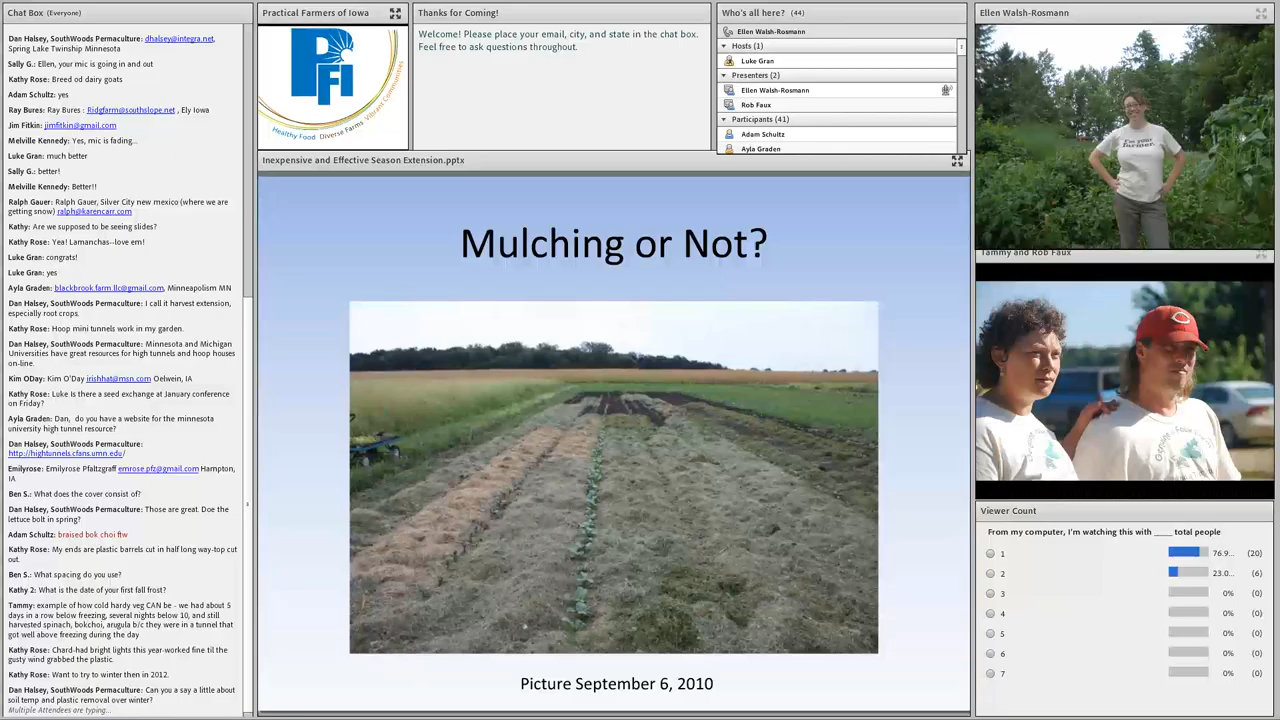 Chat Box (Everyone)
Dan Halsey, SouthWoods Permaculture: dhalsey@integra.net,
Spring Lake Twinship Minnesota
Sally G.: Ellen, your mic is going in and out
Kathy Rose: Breed od dairy goats
Adam Schultz: yes
Ray Bures: Ray Bures : Ridgfarm@southslope.net , Ely Iowa
Jim Fitkin: jimfitkin@gmail.com
Melville Kennedy: Yes, mic is fading...
Luke Gran: much better
Sally G.: better!
Melville Kennedy: Better!!
Ralph Gauer: Ralph Gauer, Silver City new mexico (where we are
getting snow) ralph@karencarr.com
Kathy: Are we supposed to be seeing slides?
Kathy Rose: Yea! Lamanchas--love em!
Luke Gran: congrats!
Luke Gran: yes
Ayla Graden: blackbrook.farm.llc@gmail.com, Minneapolism MN
Dan Halsey, SouthWoods Permaculture: I call it harvest extension,
especially root crops.
Kathy Rose: Hoop mini tunnels work in my garden.
Dan Halsey, SouthWoods Permaculture: Minnesota and Michigan
Universities have great resources for high tunnels and hoop houses
on-line.
Kim ODay: Kim O'Day irishhat@msn.com Oelwein, IA
Kathy Rose: Luke Is there a seed exchange at January conference
on Friday?
Ayla Graden: Dan, do you have a website for the minnesota
university high tunnel resource?
Dan Halsey, SouthWoods Permaculture:
http://hightunnels.cfans.umn.edu/
Emilyrose: Emilyrose Pfaltzgraff emrose.pfz@gmail.com Hampton,
IA
Ben S.: What does the cover consist of?
Dan Halsey, SouthWoods Permaculture: Those are great. Doe the
lettuce bolt in spring?
Adam Schultz: braised bok choi ftw
Kathy Rose: My ends are plastic barrels cut in half long way-top cut
out.
Ben S.: What spacing do you use?
Kathy 2: What is the date of your first fall frost?
Tammy: example of how cold hardy veg CAN be - we had about 5
days in a row below freezing, several nights below 10, and still
harvested spinach, bokchoi, arugula b/c they were in a tunnel that
got well above freezing during the day
Kathy Rose: Chard-had bright lights this year-worked fine til the
gusty wind grabbed the plastic.
Kathy Rose: Want to try to winter then in 2012.
Dan Halsey, SouthWoods Permaculture: Can you a say a little about
soil temp and plastic removal over winter?
Multiple Attendees are typing...
Practical Farmers of Iowa
PFI
Healthy Food Diverse Farms Vibrant Communities
Thanks for Coming!
Welcome! Please place your email, city, and state in the chat box.
Feel free to ask questions throughout.
Who's all here? (44)
Ellen Walsh-Rosmann
Hosts (1)
Luke Gran
Presenters (2)
Ellen Walsh-Rosmann
Rob Faux
Participants (41)
Adam Schultz
Ayla Graden
Inexpensive and Effective Season Extension.pptx
Mulching or Not?
Picture September 6, 2010
Ellen Walsh-Rosmann
I'm your
farmer.
Tammy and Rob Faux
Viewer Count
From my computer, I'm watching this with ____ total people
1 76.9... (20)
2 23.0... (6)
3 0% (0)
4 0% (0)
5 0% (0)
6 0% (0)
7 0% (0)